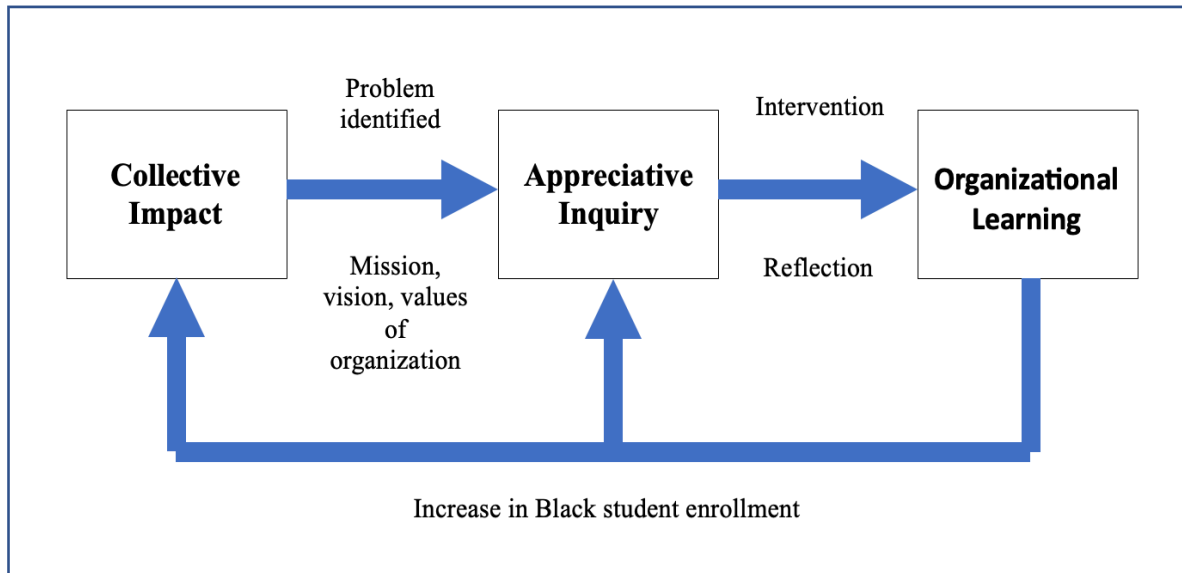 Collective
Impact
Problem
identified
Mission,
vision, values
of
organization
Appreciative
Inquiry
Intervention
Reflection
Organizational
Learning
Increase in Black student enrollment